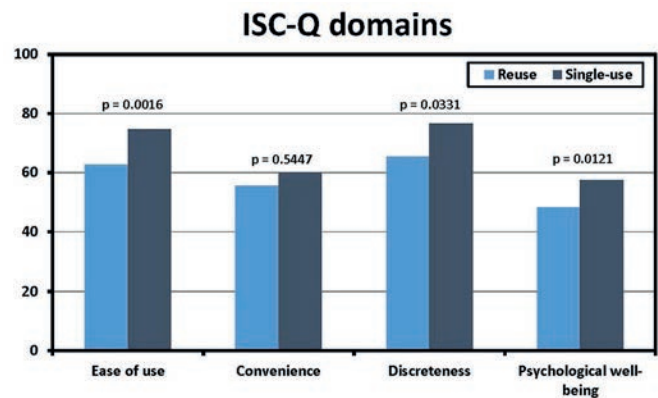 ISC-Q domains
100
80
60
40
20
0
Reuse Single-use
p = 0.0016
p = 0.5447
p = 0.0331
p = 0.0121
Ease of use
Convenience
Discreteness
Psychological well-
being